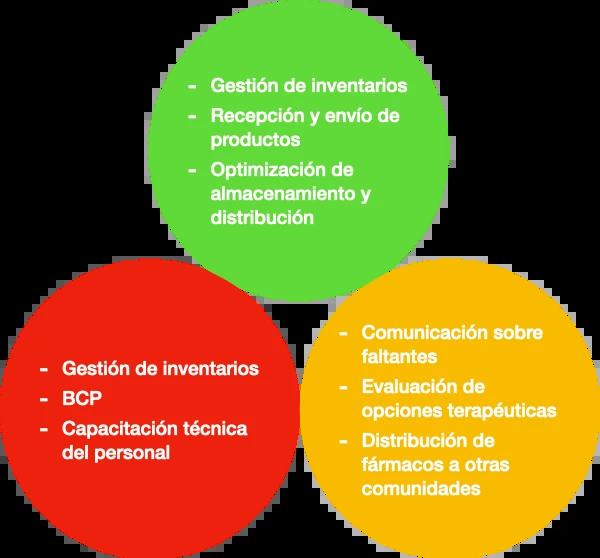 - Gestión de inventarios
- Recepción y envío de
productos
- Optimización de
almacenamiento y
distribución
- Gestión de inventarios
- BCP
- Capacitación técnica
del personal
- Comunicación sobre
faltantes
- Evaluación de
opciones terapéuticas
- Distribución de
fármacos a otras
comunidades